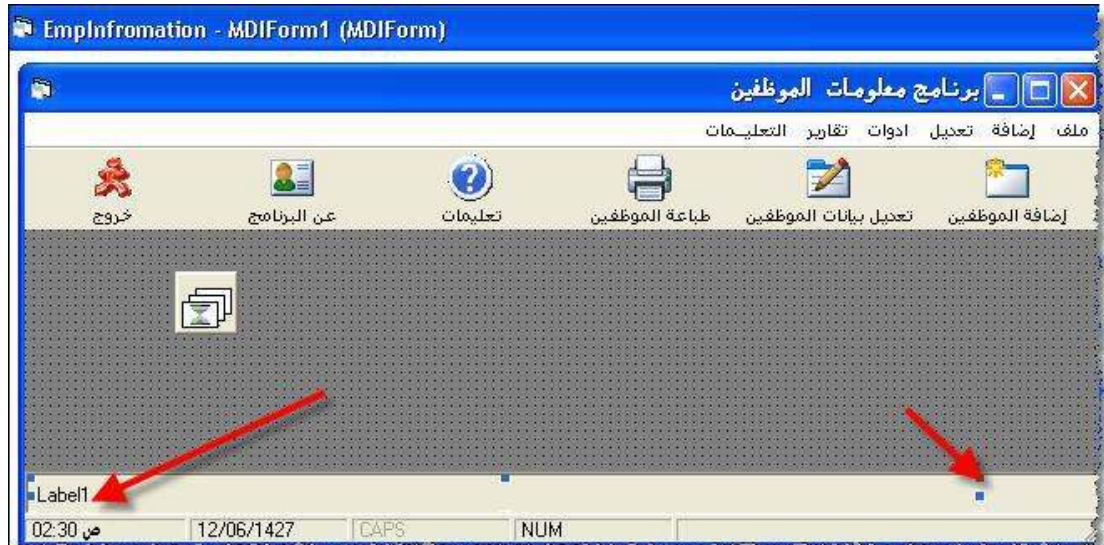 EmpInfromation - MDIForm1 (MDIForm)
برنامج معلومات الموظفين
ملف إضافة تعديل ادوات تقارير التعليـمات
إضافة الموظفين تعديل بيانات الموظفين طباعة الموظفين تعليمات عن البرنامج خروج
Label1
02:30 ص 12/06/1427 CAPS NUM